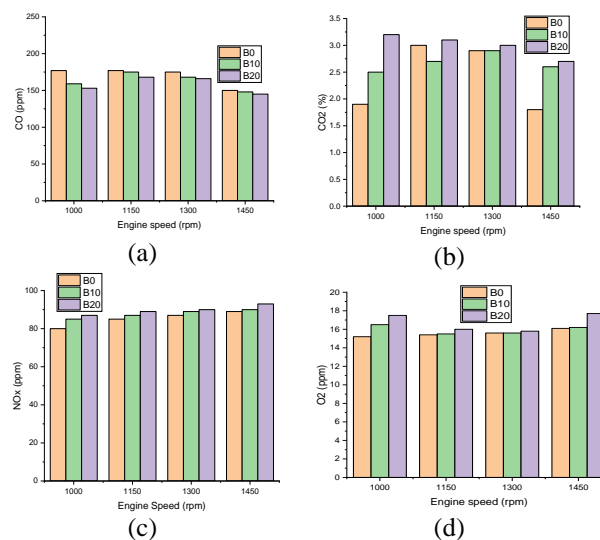 B0
B10
B20
CO (ppm)
250
200
150
100
50
0
1000 1150 1300 1450
Engine speed (rpm)
(a)
B0
B10
B20
CO2 (%)
3.5
3.0
2.5
2.0
1.5
1.0
0.5
0.0
1000 1150 1300 1450
Engine speed (rpm)
(b)
B0
B10
B20
NOx (ppm)
100
80
60
40
20
0
1000 1150 1300 1450
Engine Speed (rpm)
(c)
B0
B10
B20
O2 (ppm)
20
18
16
14
12
10
8
6
4
2
0
1000 1150 1300 1450
Engine speed (rpm)
(d)